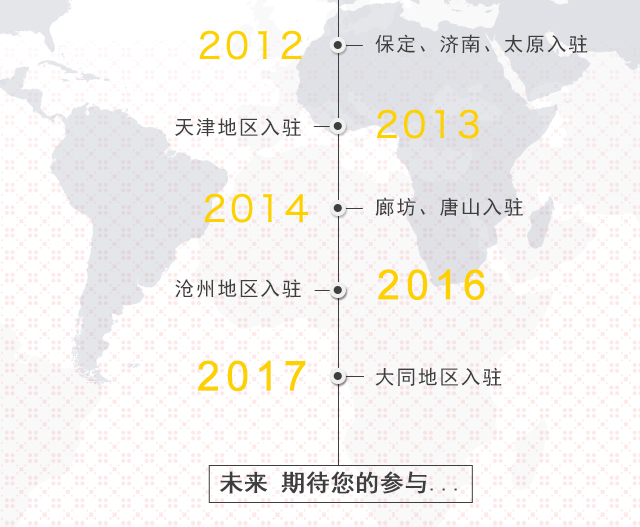 2012 保定、济南、太原入驻
天津地区入驻 2013
2014 廊坊、唐山入驻
沧州地区入驻 2016
2017 大同地区入驻
未来 期待您的参与...